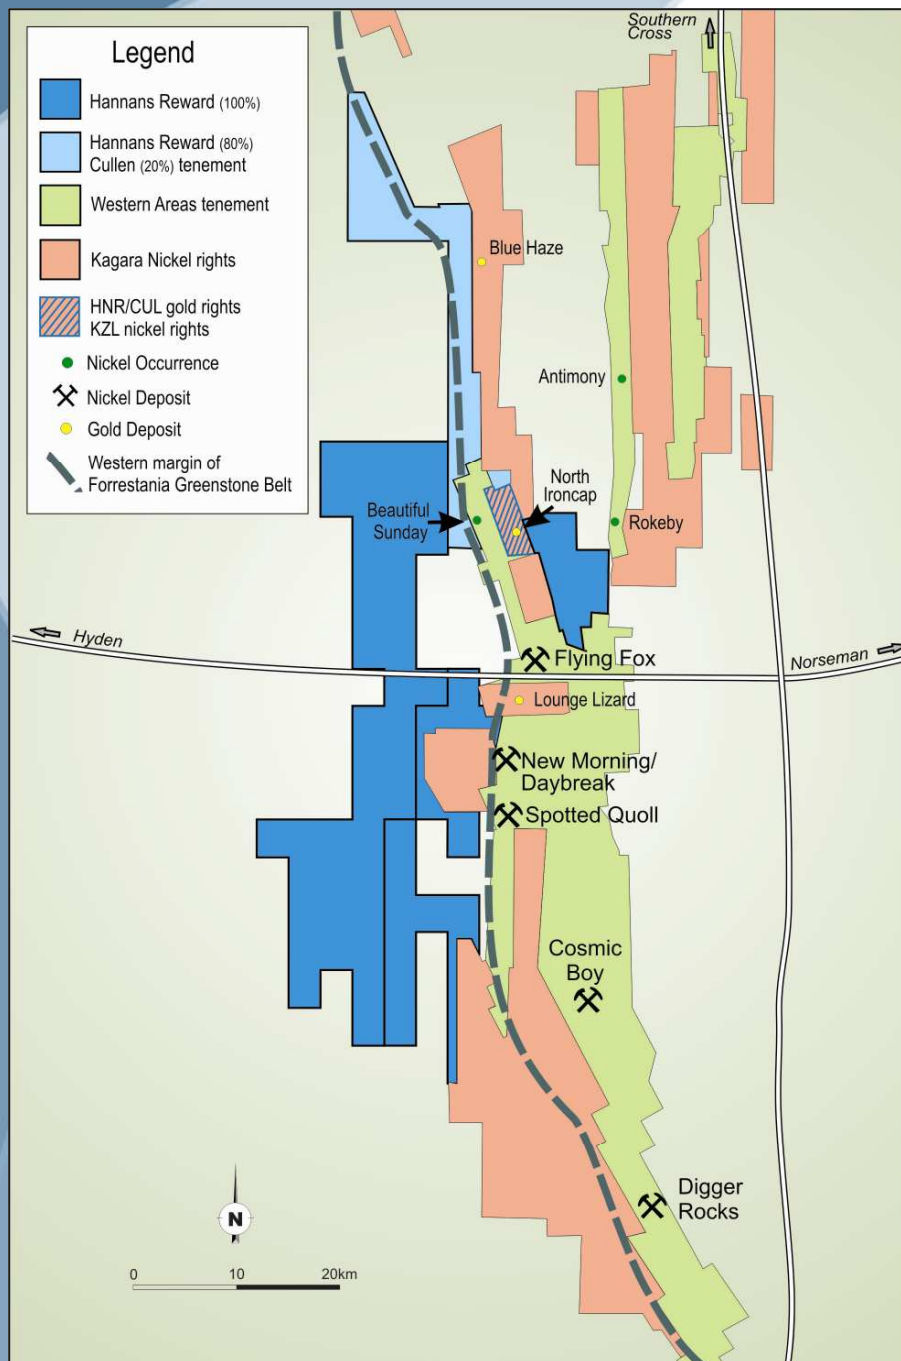 Legend
Hannans Reward (100%)
Hannans Reward (80%)
Cullen (20%) tenement
Western Areas tenement
Kagara Nickel rights
HNR/CUL gold rights
KZL nickel rights
Nickel Occurrence
Nickel Deposit
Gold Deposit
Western margin of
Forrestania Greenstone Belt
Southern
Cross
Blue Haze
Antimony
North
Ironcap
Beautiful
Sunday
Rokeby
Hyden
Norseman
Flying Fox
Lounge Lizard
New Morning/
Daybreak
Spotted Quoll
Cosmic
Boy
Digger
Rocks
N
0 10 20km